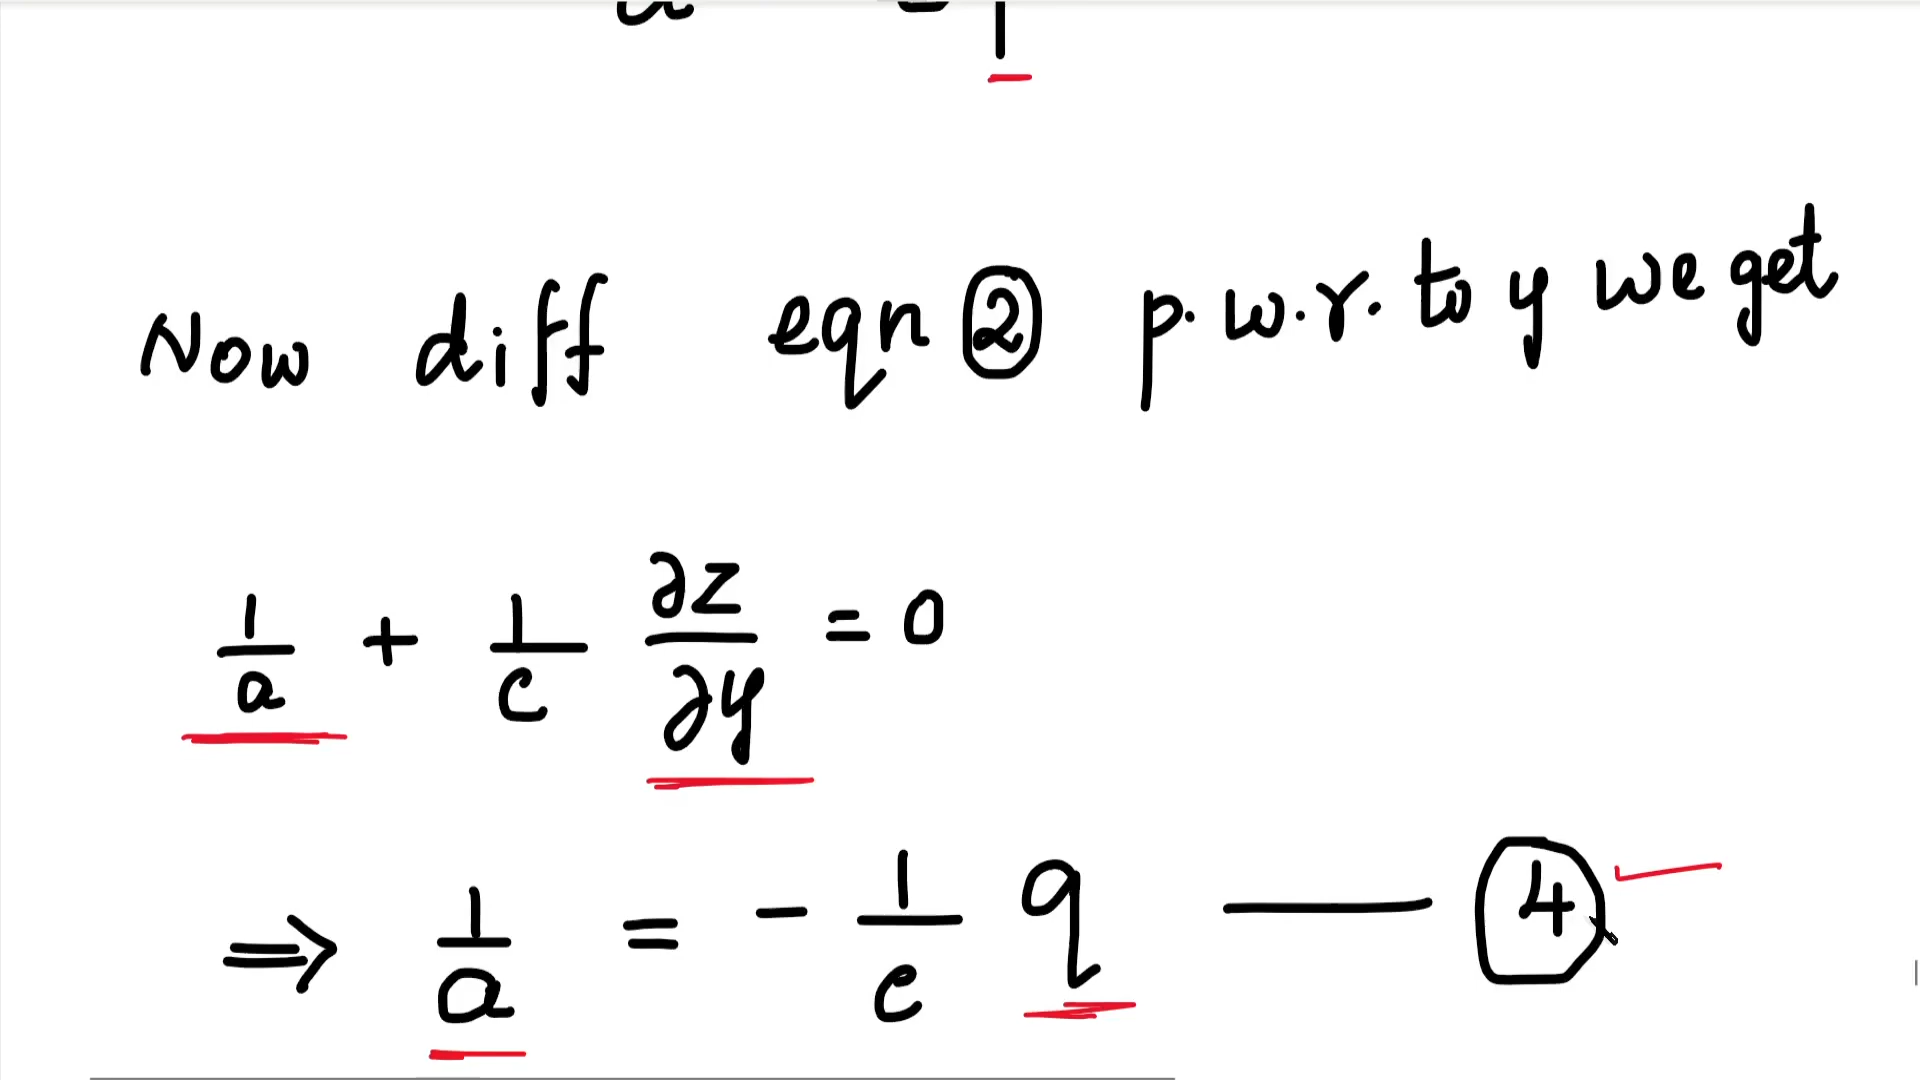 Now diff eqn ② p.w.r. to y we get
1/a + 1/c ∂z/∂y = 0
⇒ 1/a = - 1/c q — ④